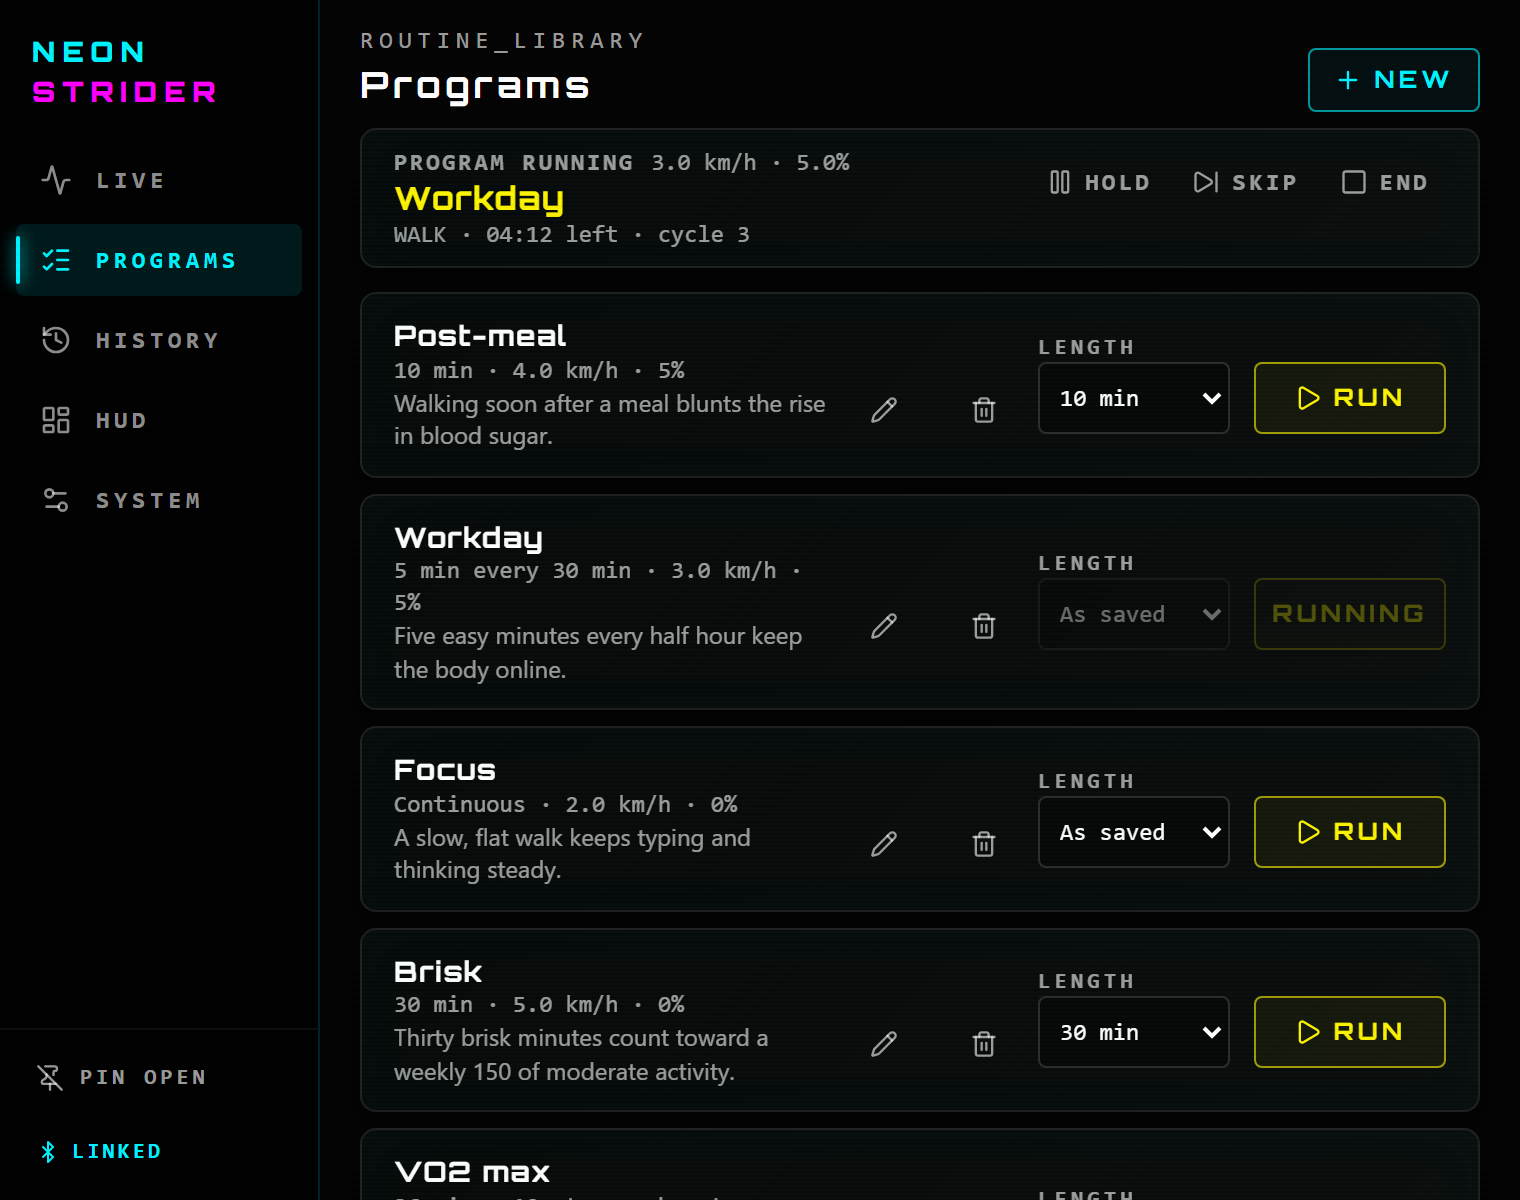 NEON
STRIDER
LIVE
PROGRAMS
HISTORY
HUD
SYSTEM
PIN OPEN
LINKED
ROUTINE_LIBRARY
Programs
+ NEW
PROGRAM RUNNING 3.0 km/h · 5.0%
Workday
WALK · 04:12 left · cycle 3
HOLD
SKIP
END
Post-meal
10 min · 4.0 km/h · 5%
Walking soon after a meal blunts the rise
in blood sugar.
LENGTH
10 min
RUN
Workday
5 min every 30 min · 3.0 km/h ·
5%
Five easy minutes every half hour keep
the body online.
LENGTH
As saved
RUNNING
Focus
Continuous · 2.0 km/h · 0%
A slow, flat walk keeps typing and
thinking steady.
LENGTH
As saved
RUN
Brisk
30 min · 5.0 km/h · 0%
Thirty brisk minutes count toward a
weekly 150 of moderate activity.
LENGTH
30 min
RUN
VO2 max
LENGTH